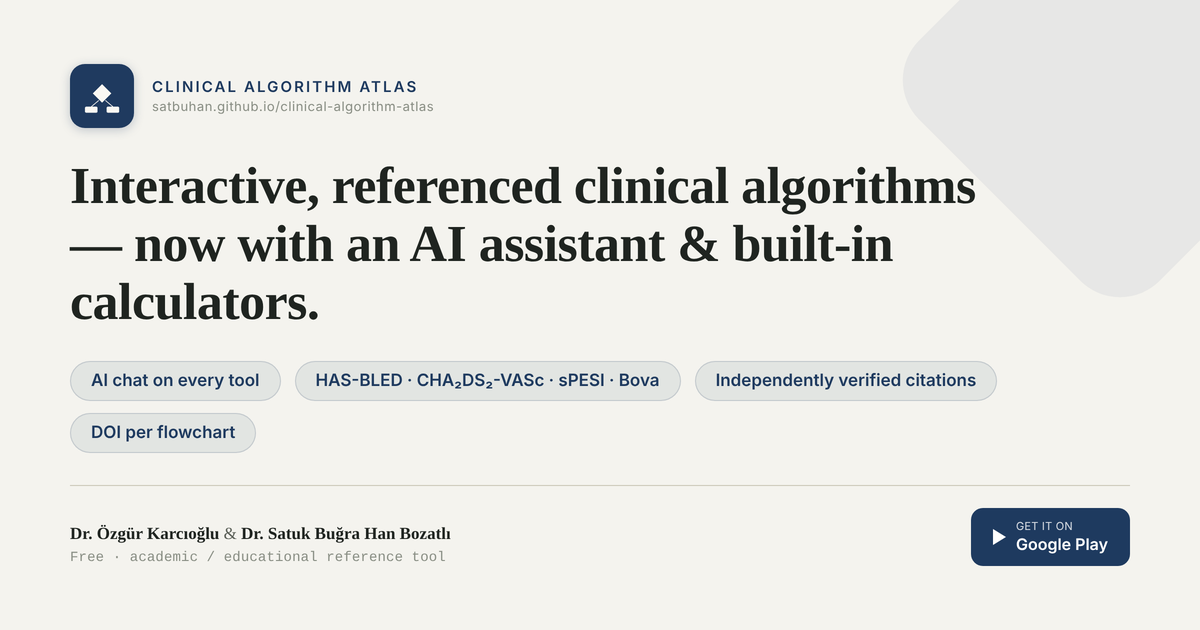 CLINICAL ALGORITHM ATLAS
satbuhan.github.io/clinical-algorithm-atlas
Interactive, referenced clinical algorithms
— now with an AI assistant & built-in
calculators.
AI chat on every tool
HAS-BLED · CHA₂DS₂-VASc · sPESI · Bova
Independently verified citations
DOI per flowchart
Dr. Özgür Karcıoğlu & Dr. Satuk Buğra Han Bozatlı
Free · academic / educational reference tool
GET IT ON
Google Play